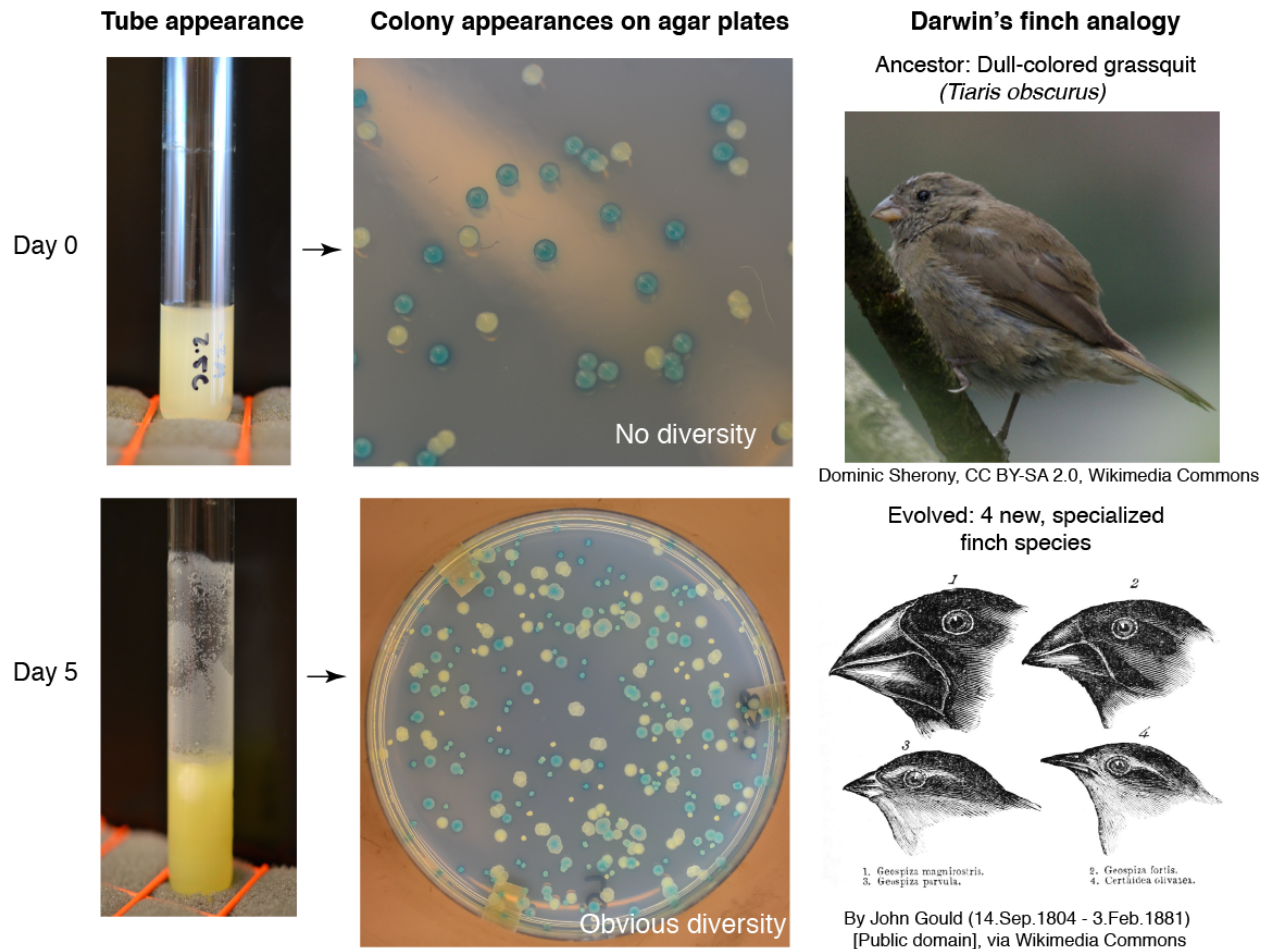 Tube appearance
Colony appearances on agar plates
Darwin's finch analogy
Ancestor: Dull-colored grassquit
(Tiaris obscurus)
Day 0
2.5C
No diversity
Dominic Sherony, CC BY-SA 2.0, Wikimedia Commons
Evolved: 4 new, specialized
finch species
1
2
Day 5
3
4
1. Geospiza magnirostris.
2. Geospiza fortis.
3. Geospiza parvula.
4. Certhidea olivasea.
Obvious diversity
By John Gould (14.Sep.1804 - 3.Feb.1881)
[Public domain], via Wikimedia Commons